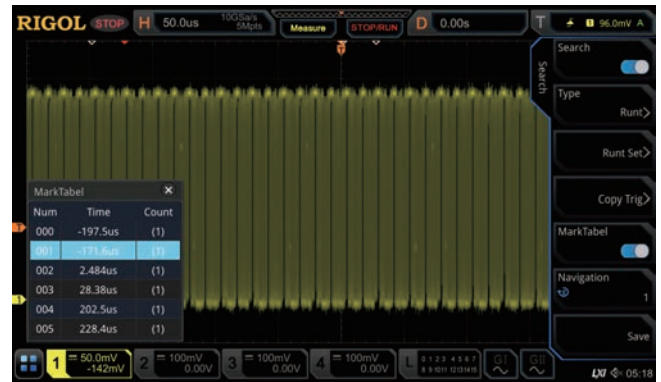 RIGOL STOP H 50.0us 10GSa/s 5Mpts Measure STOP/RUN D 0.00s T 1 96.0mV A
T
Search
Search
Type
Runt>
Runt Set>
Copy Trig>
MarkTabel
Navigation
1
Save
MarkTabel ×
Num Time Count
000 -197.5us (1)
001 -171.6us (1)
002 2.484us (1)
003 28.38us (1)
004 202.5us (1)
005 228.4us (1)
T
1
1 50.0mV -142mV 2 100mV 0.00V 3 100mV 0.00V 4 100mV 0.00V L 0 1 2 3 4 5 6 7 8 9 10 11 12 13 14 15 GI GII
LXI 05:18